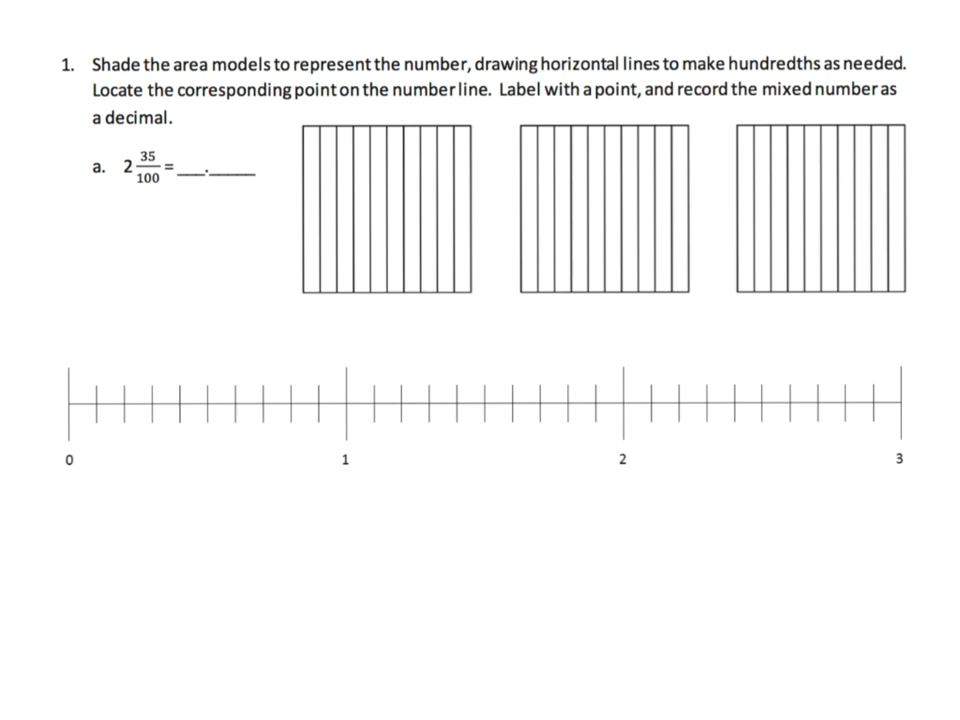 1. Shade the area models to represent the number, drawing horizontal lines to make hundredths as needed.
Locate the corresponding point on the number line. Label with a point, and record the mixed number as
a decimal.
a. 2 35/100 = ___._____
0 1 2 3